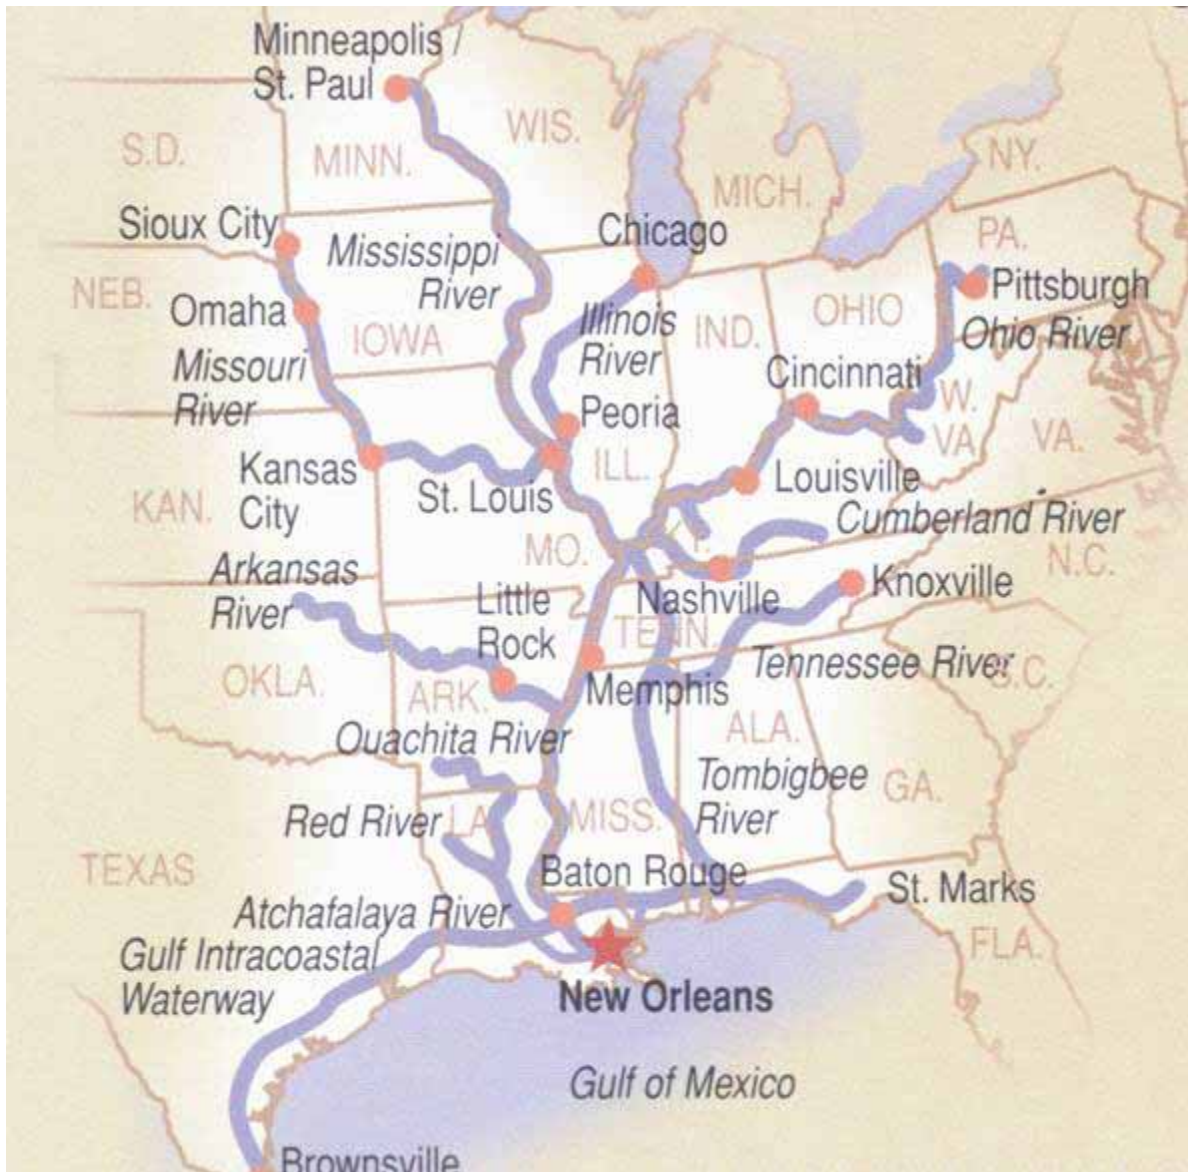 Minneapolis /
St. Paul
WIS.
S.D.
MINN.
NY.
MICH.
Sioux City
Chicago
PA.
Mississippi
River
NEB.
Omaha
Pittsburgh
OHIO
Illinois
River
IND.
Ohio River
IOWA
Missouri
River
Cincinnati
W.
VA
VA.
Peoria
Kansas
City
ILL.
St. Louis
Louisville
KAN.
Cumberland River
MO.
N.C.
Arkansas
River
Little
Rock
Nashville
Knoxville
TENN
Tennessee River
S.C.
OKLA.
ARK.
Memphis
Ouachita River
ALA.
Tombigbee
River
GA.
Red River
LA
MISS.
TEXAS
Baton Rouge
St. Marks
Atchafalaya River
FLA.
Gulf Intracoastal
Waterway
New Orleans
Gulf of Mexico
Brownsville